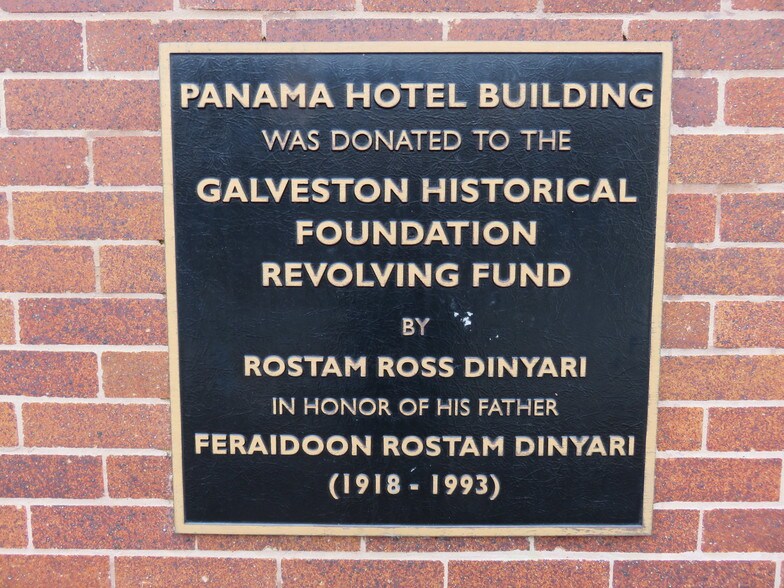 PANAMA HOTEL BUILDING
WAS DONATED TO THE
GALVESTON HISTORICAL
FOUNDATION
REVOLVING FUND
BY
ROSTAM ROSS DINYARI
IN HONOR OF HIS FATHER
FERAIDOON ROSTAM DINYARI
(1918 - 1993)